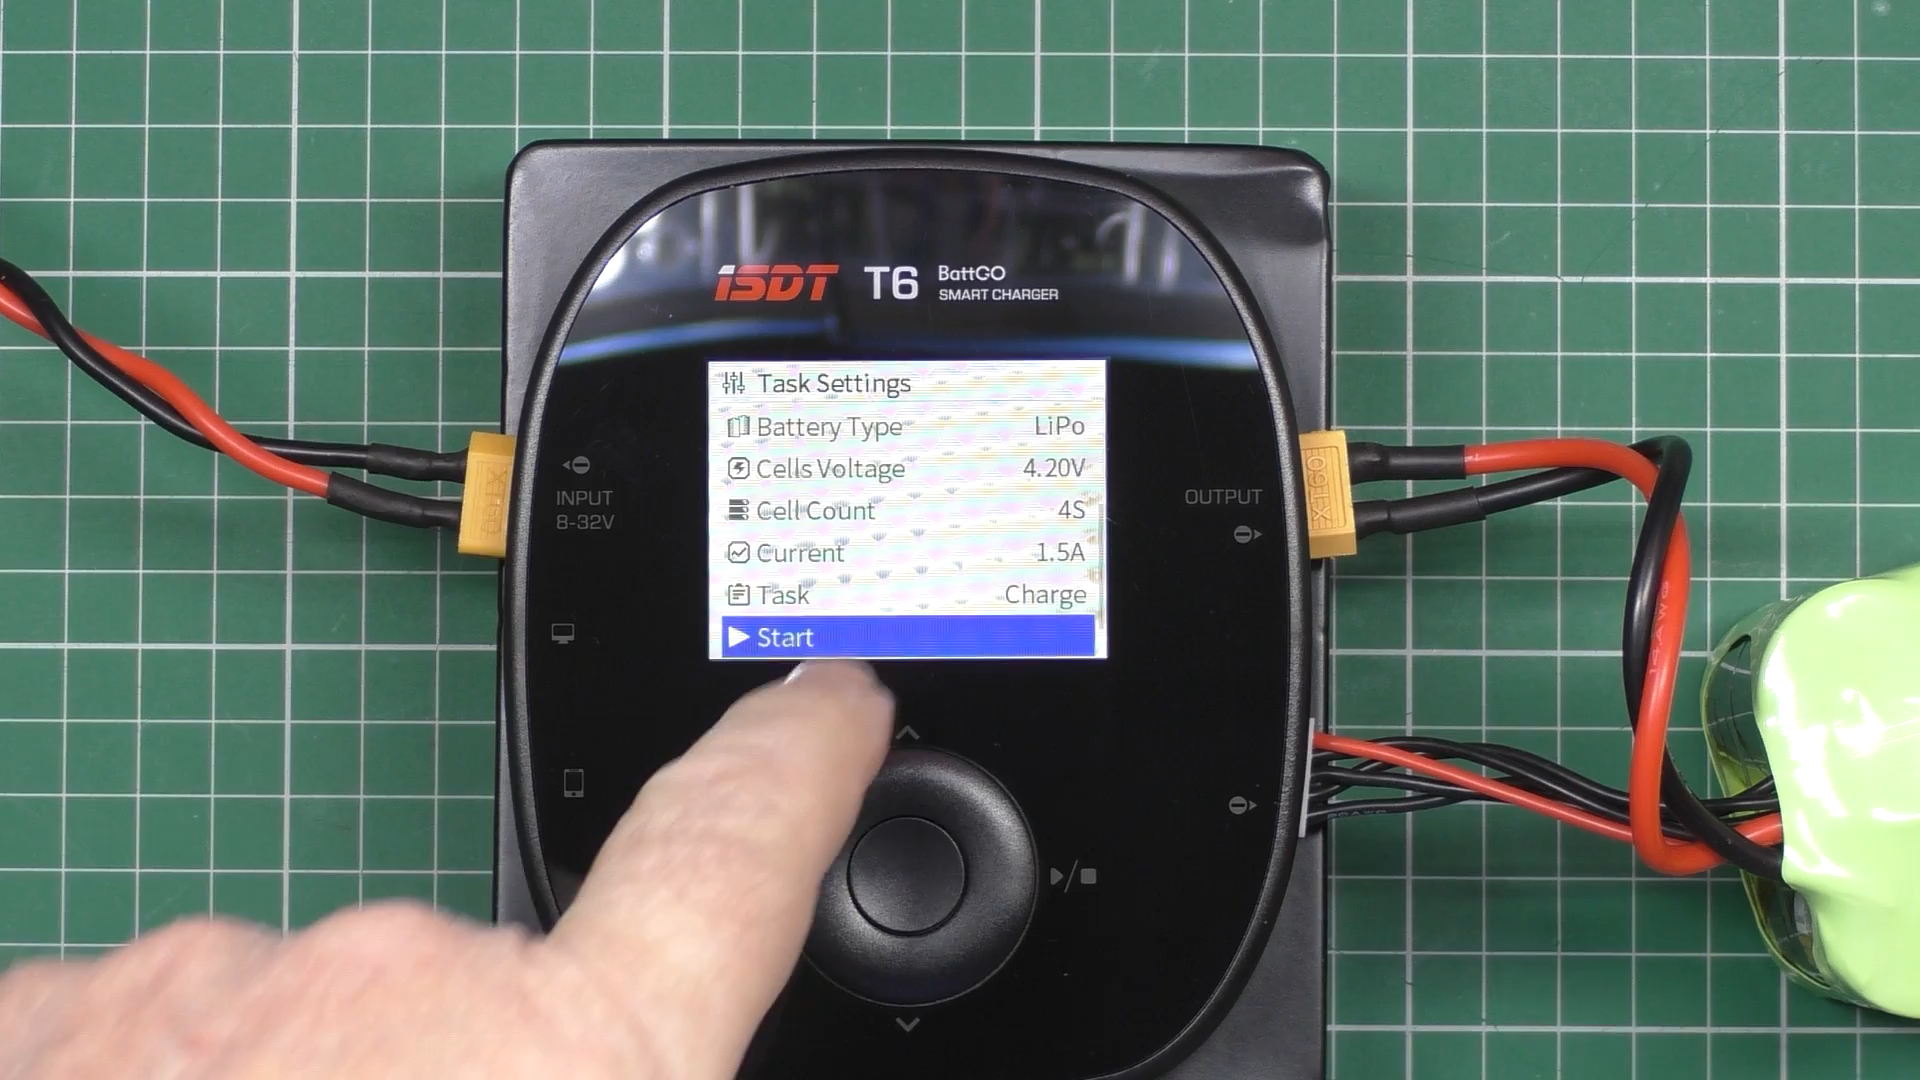 iSDT T6 BattGO
SMART CHARGER
Task Settings
Battery Type LiPo
Cells Voltage 4.20V
Cell Count 4S
Current 1.5A
Task Charge
Start
INPUT
8-32V
OUTPUT
XT60
14AWG